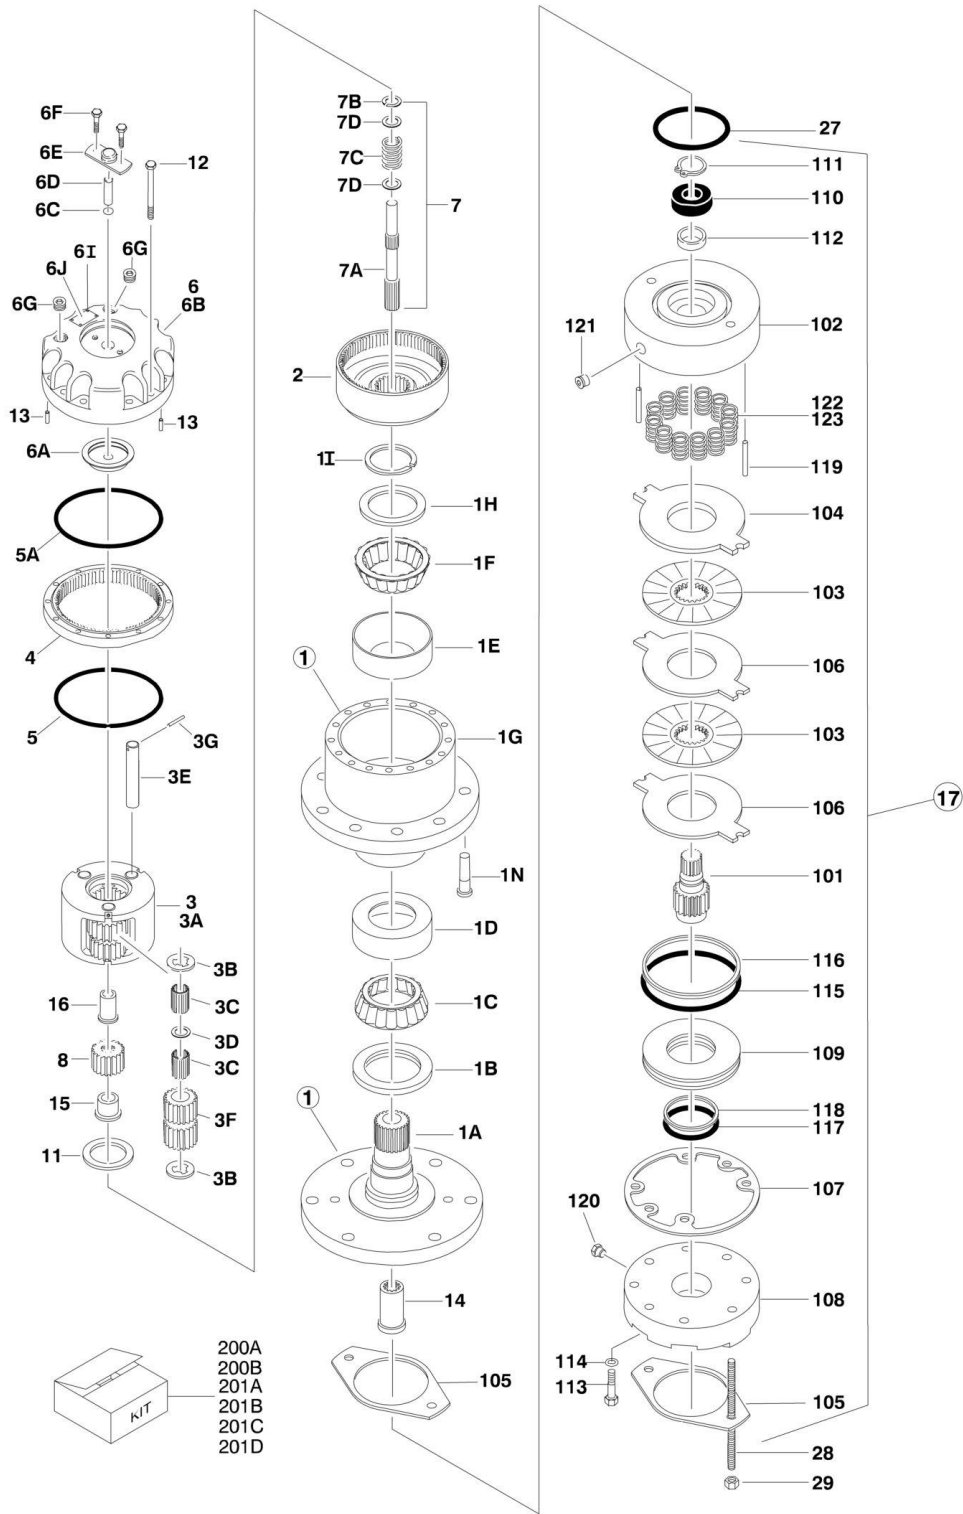 6F
6E
12
6D
6C
6I
6G
6J
6G
6
6B
13
13
6A
5A
4
5
3G
3E
3
3A
3B
16
3C
3D
8
3C
15
3F
11
3B
7B
7D
7C
7D
7
7A
2
1I
1H
1F
1E
1
1G
1N
1D
1C
1B
1
1A
14
105
200A
200B
201A
201B
201C
201D
KIT
27
111
110
112
102
121
122
123
119
104
103
106
103
106
17
101
116
115
109
118
117
107
120
108
114
113
105
28
29